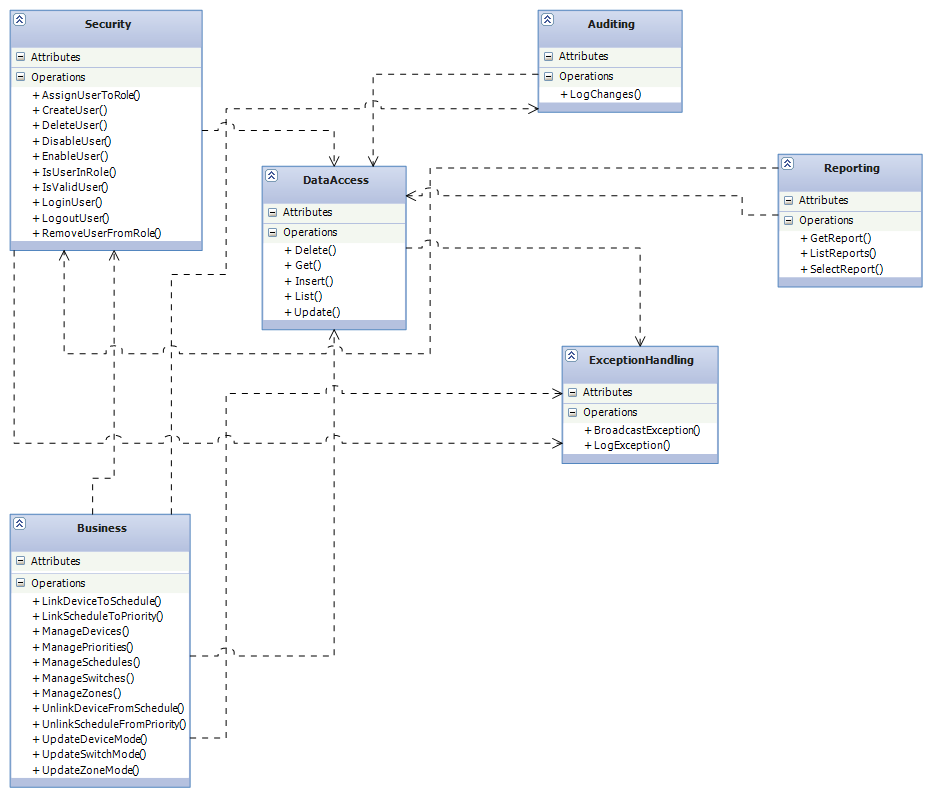 Security
Attributes
Operations
+ AssignUserToRole()
+ CreateUser()
+ DeleteUser()
+ DisableUser()
+ EnableUser()
+ IsUserInRole()
+ IsValidUser()
+ LoginUser()
+ LogoutUser()
+ RemoveUserFromRole()
Auditing
Attributes
Operations
+ LogChanges()
DataAccess
Attributes
Operations
+ Delete()
+ Get()
+ Insert()
+ List()
+ Update()
Reporting
Attributes
Operations
+ GetReport()
+ ListReports()
+ SelectReport()
ExceptionHandling
Attributes
Operations
+ BroadcastException()
+ LogException()
Business
Attributes
Operations
+ LinkDeviceToSchedule()
+ LinkScheduleToPriority()
+ ManageDevices()
+ ManagePriorities()
+ ManageSchedules()
+ ManageSwitches()
+ ManageZones()
+ UnlinkDeviceFromSchedule()
+ UnlinkScheduleFromPriority()
+ UpdateDeviceMode()
+ UpdateSwitchMode()
+ UpdateZoneMode()